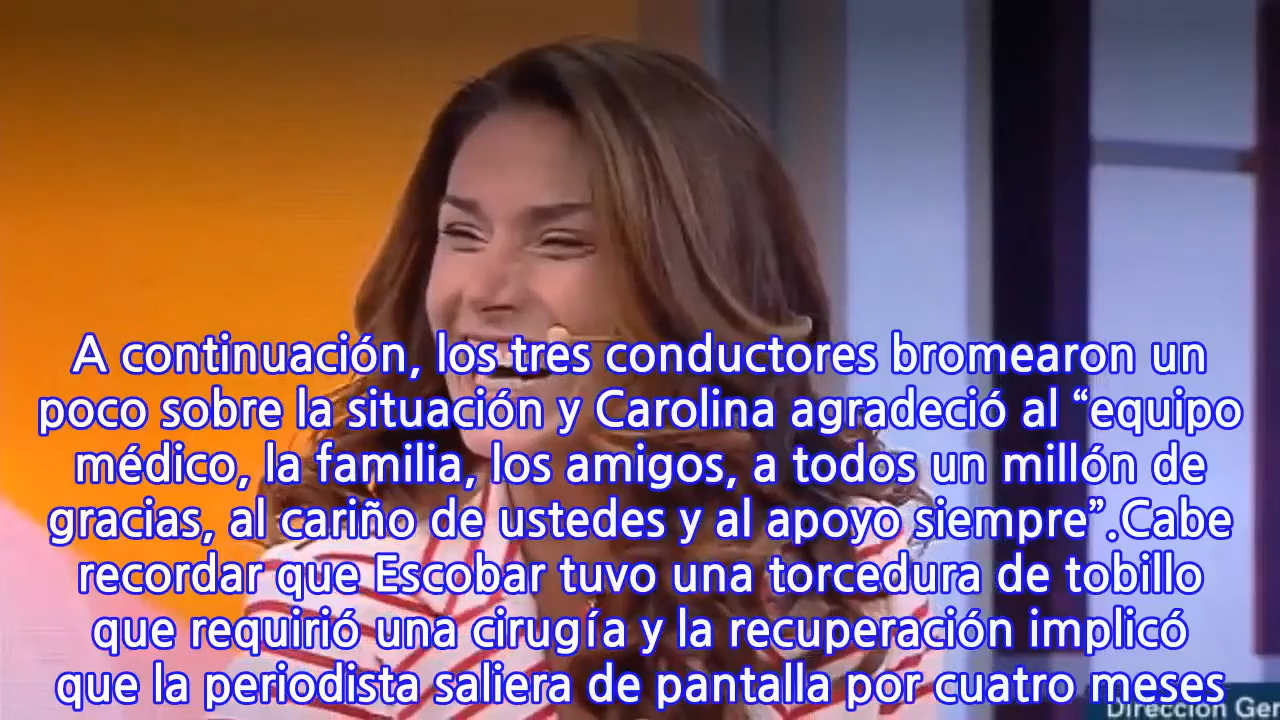 A continuación, los tres conductores bromearon un
poco sobre la situación y Carolina agradeció al “equipo
médico, la familia, los amigos, a todos un millón de
gracias, al cariño de ustedes y al apoyo siempre”.Cabe
recordar que Escobar tuvo una torcedura de tobillo
que requirió una cirugía y la recuperación implicó
que la periodista saliera de pantalla por cuatro meses
Dirección Ger